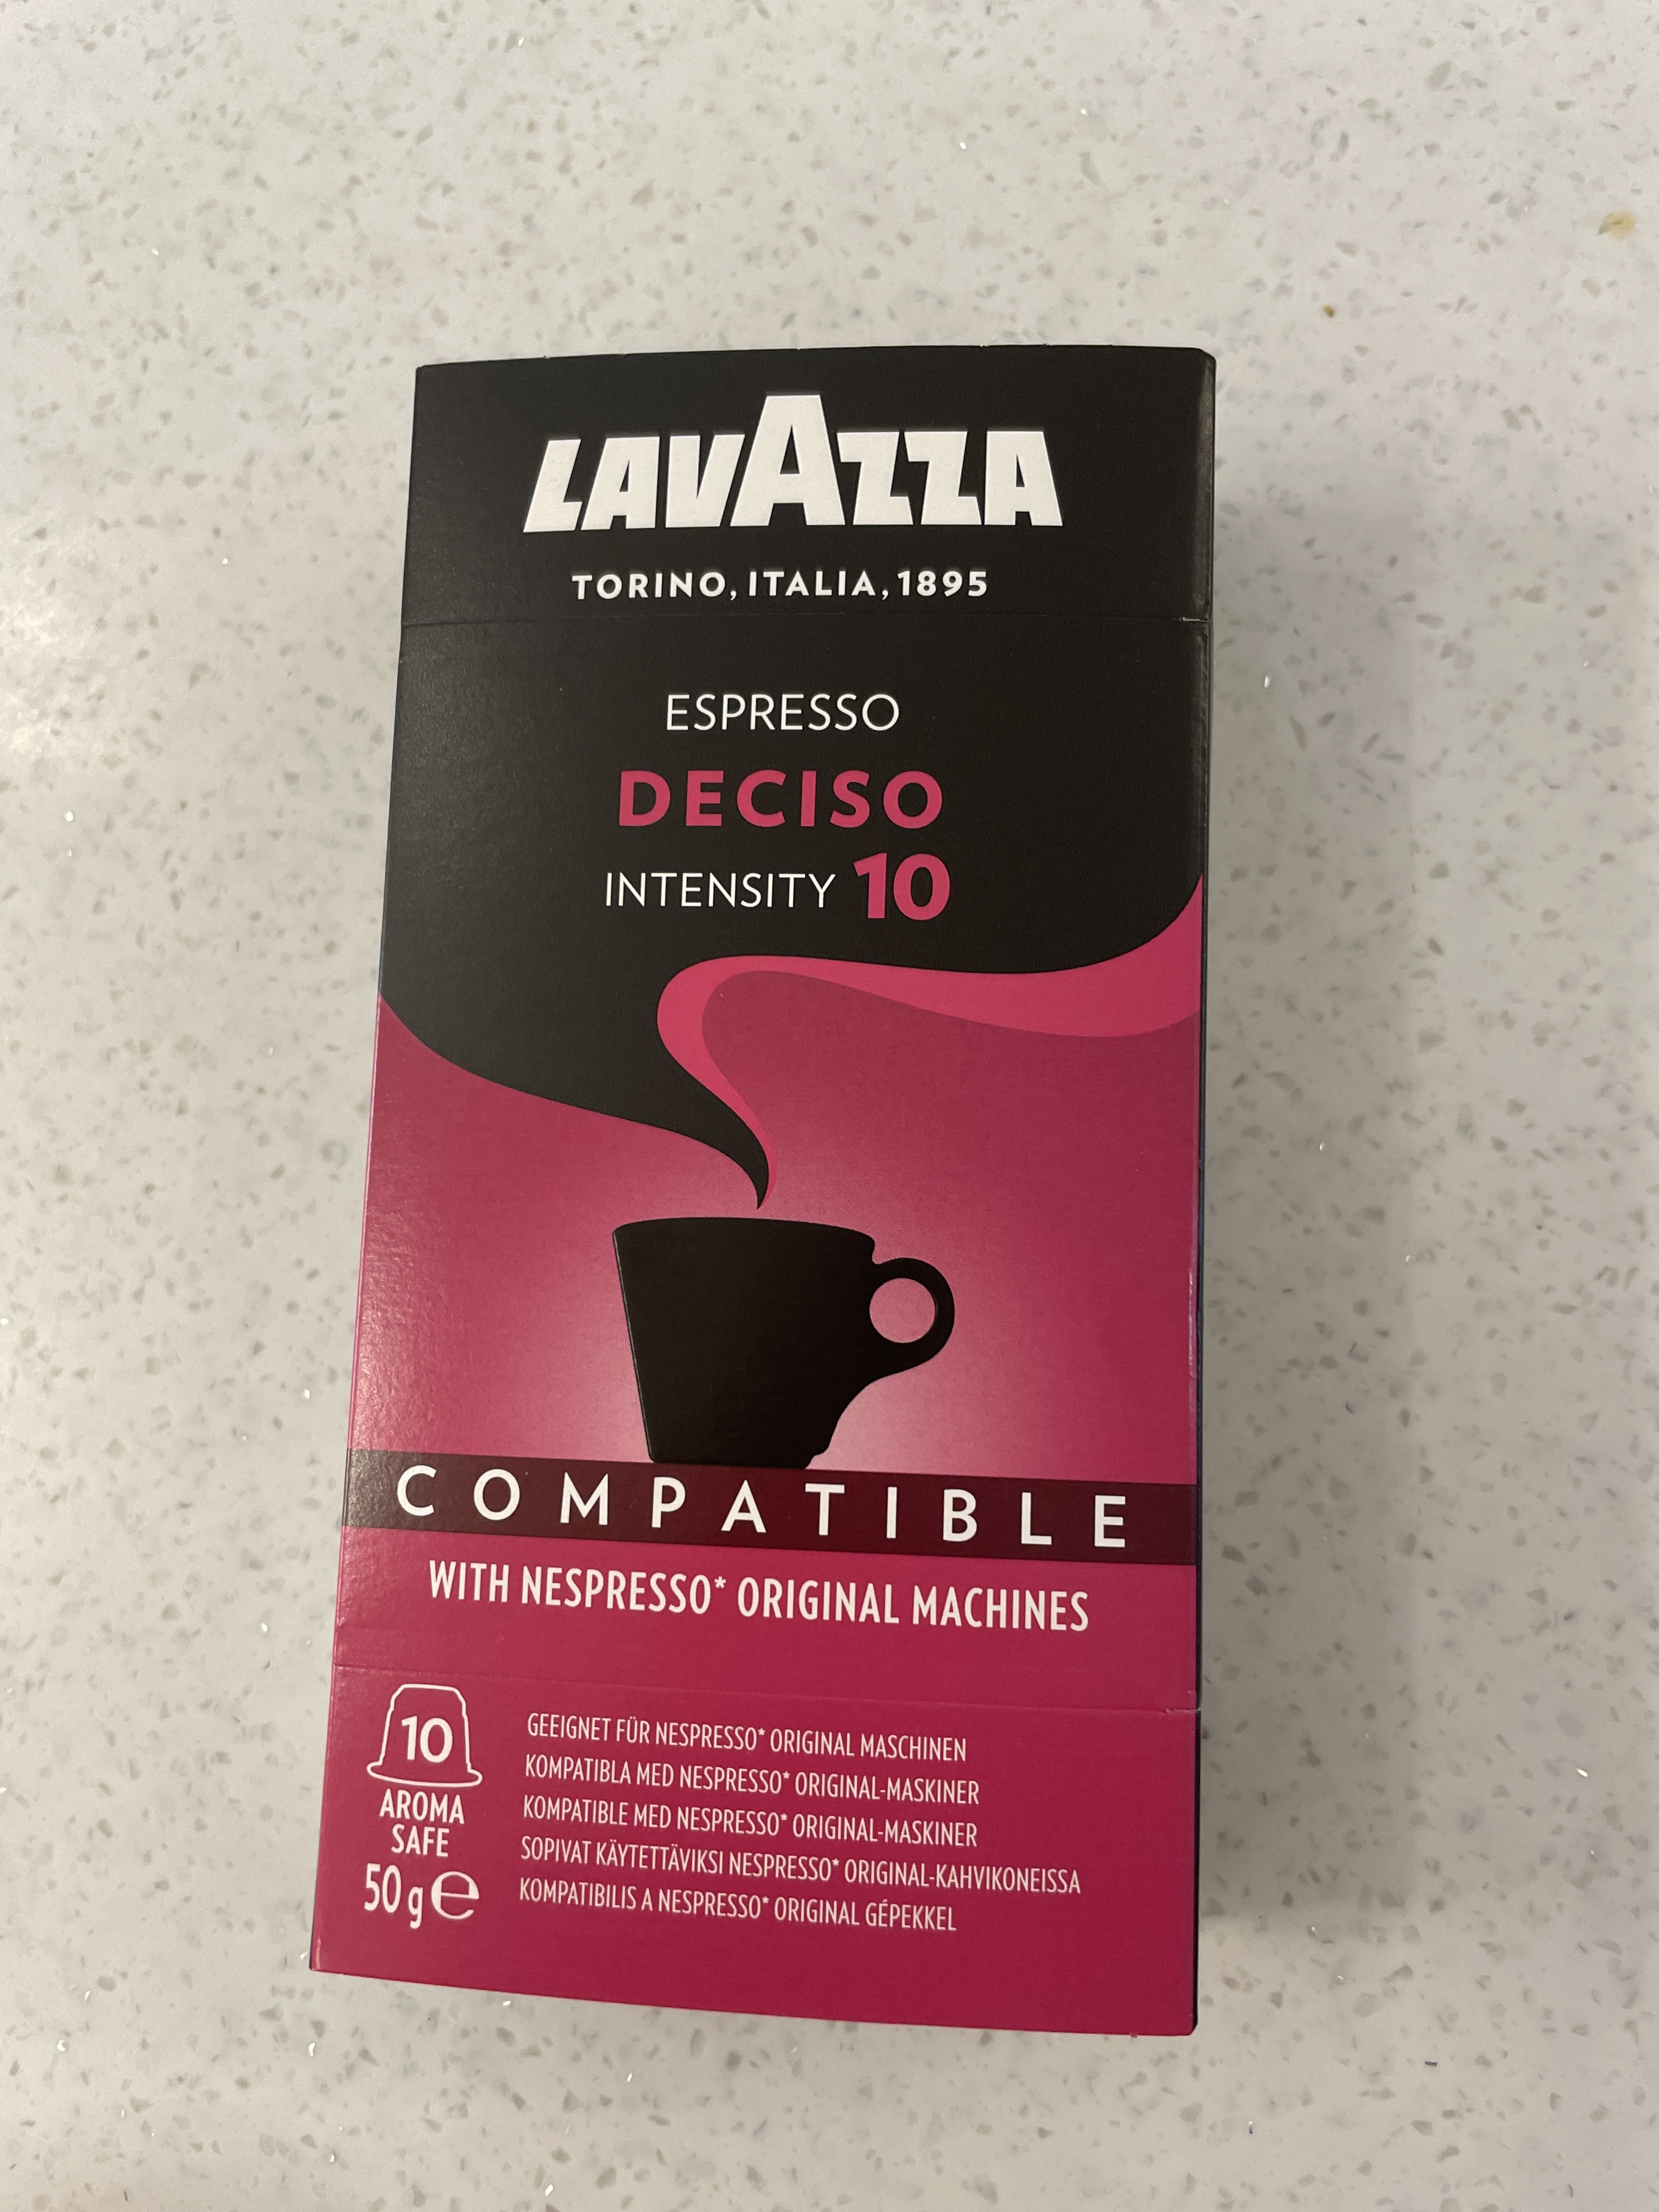 LAVAZZA
TORINO, ITALIA, 1895
ESPRESSO
DECISO
INTENSITY 10
COMPATIBLE
WITH NESPRESSO* ORIGINAL MACHINES
10
AROMA
SAFE
50 g ℮
GEEIGNET FÜR NESPRESSO* ORIGINAL MASCHINEN
KOMPATIBLA MED NESPRESSO* ORIGINAL-MASKINER
KOMPATIBLE MED NESPRESSO* ORIGINAL-MASKINER
SOPIVAT KÄYTETTÄVIKSI NESPRESSO* ORIGINAL-KAHVIKONEISSA
KOMPATIBILIS A NESPRESSO* ORIGINAL GÉPEKKEL